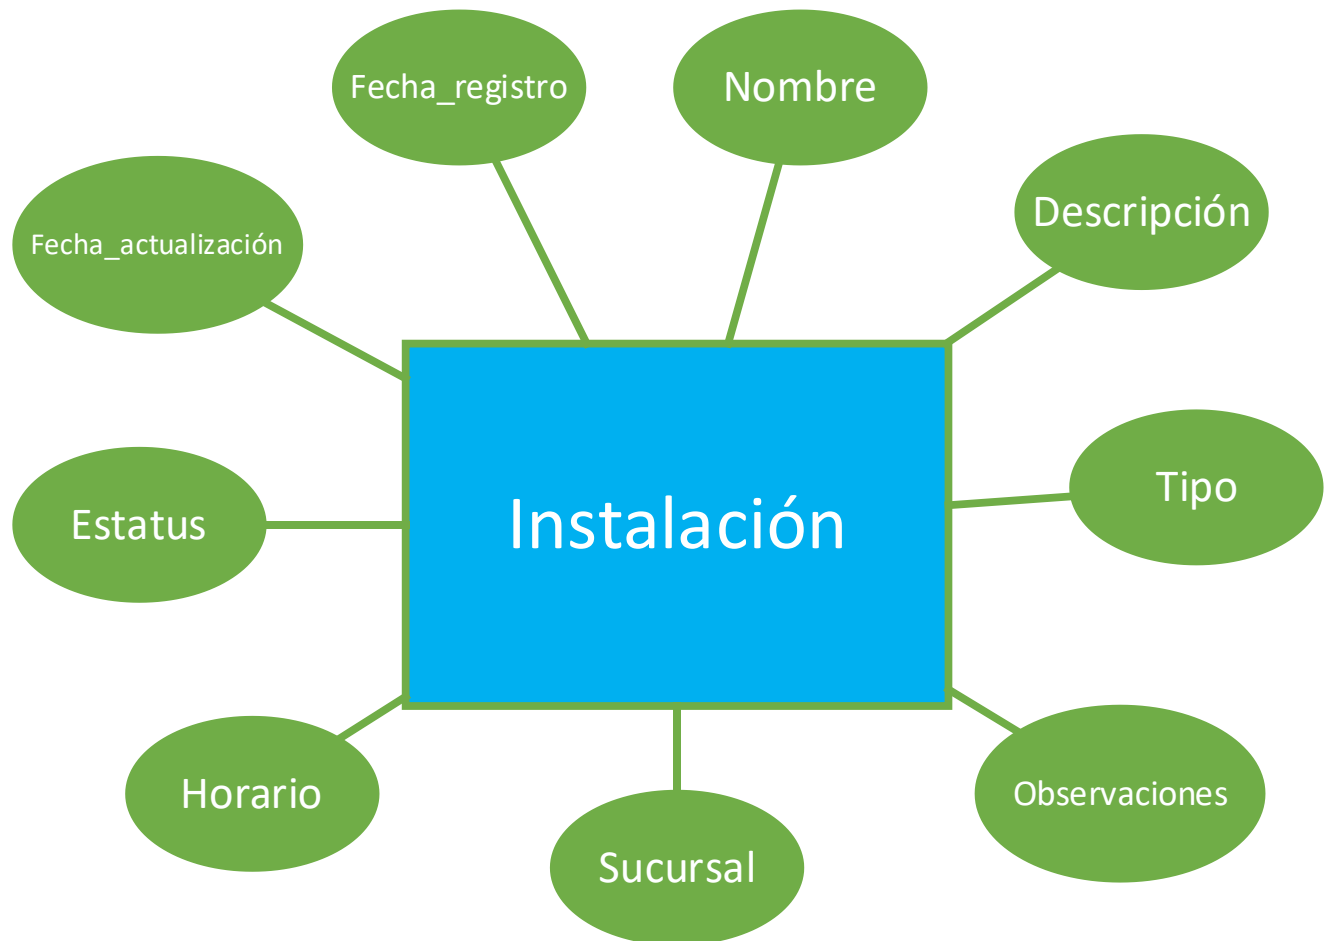 Fecha_registro
Nombre
Descripción
Fecha_actualización
Tipo
Instalación
Estatus
Horario
Observaciones
Sucursal